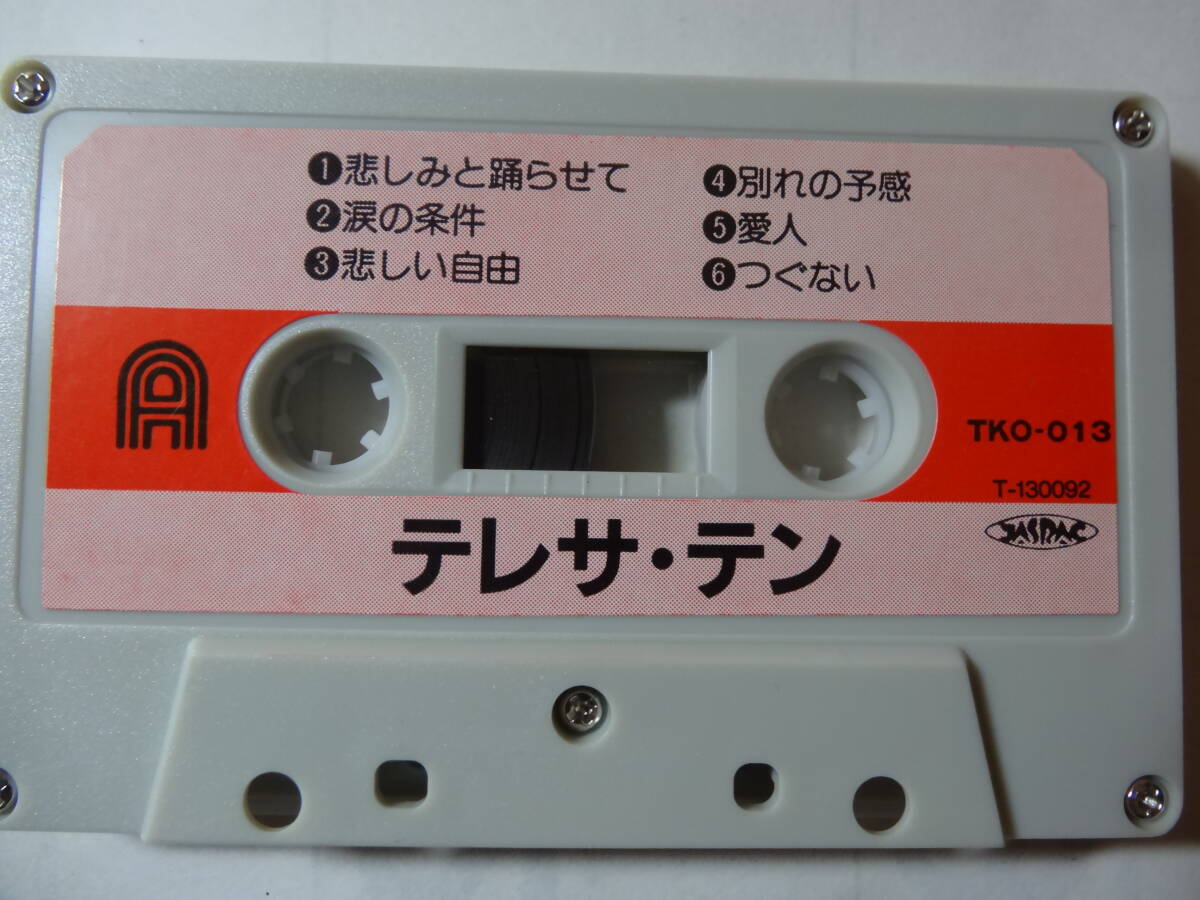 ❶悲しみと踊らせて
❷涙の条件
❸悲しい自由
❹別れの予感
❺愛人
❻つぐない
A
TKO-013
T-130092
JASRAC
テレサ・テン